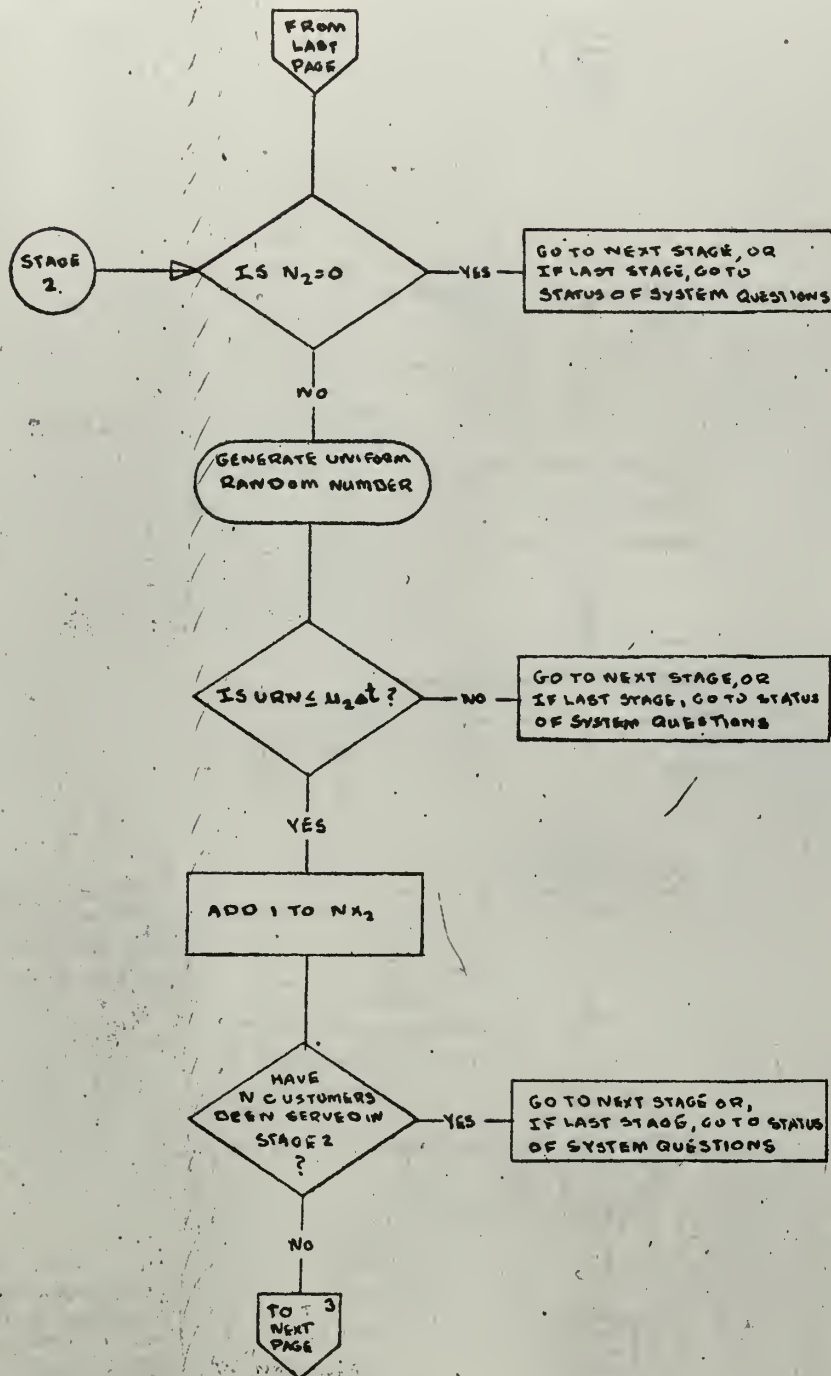 FROM
LAST
PAGE
STAGE
2.
IS N₂=0
YES
GO TO NEXT STAGE, OR
IF LAST STAGE, GO TO
STATUS OF SYSTEM QUESTIONS
NO
GENERATE UNIFORM
RANDOM NUMBER
IS URN ≤ μ₂Δt ?
NO
GO TO NEXT STAGE, OR
IF LAST STAGE, GO TO STATUS
OF SYSTEM QUESTIONS
YES
ADD 1 TO NX₂
HAVE
N CUSTUMERS
BEEN SERVED IN
STAGE 2
?
YES
GO TO NEXT STAGE OR,
IF LAST STAGE, GO TO STATUS
OF SYSTEM QUESTIONS
NO
TO 3
NEXT
PAGE